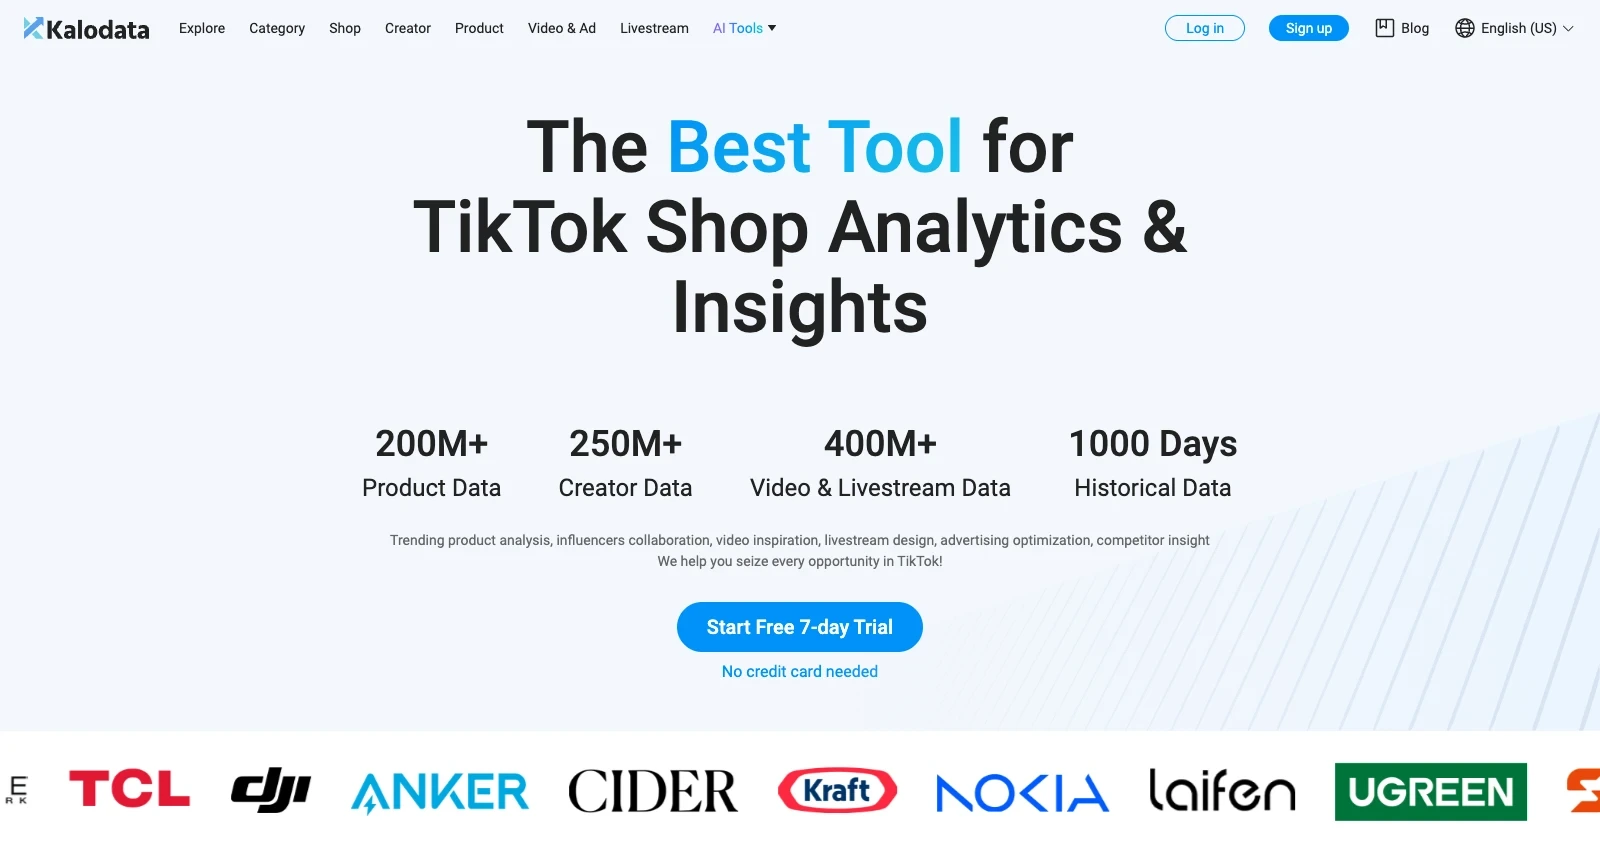 Kalodata Explore Category Shop Creator Product Video & Ad Livestream AI Tools Log in Sign up Blog English (US)
The Best Tool for
TikTok Shop Analytics &
Insights
200M+ 250M+ 400M+ 1000 Days
Product Data Creator Data Video & Livestream Data Historical Data
Trending product analysis, influencers collaboration, video inspiration, livestream design, advertising optimization, competitor insight
We help you seize every opportunity in TikTok!
Start Free 7-day Trial
No credit card needed
TCL dji ANKER CIDER Kraft NOKIA laifen UGREEN